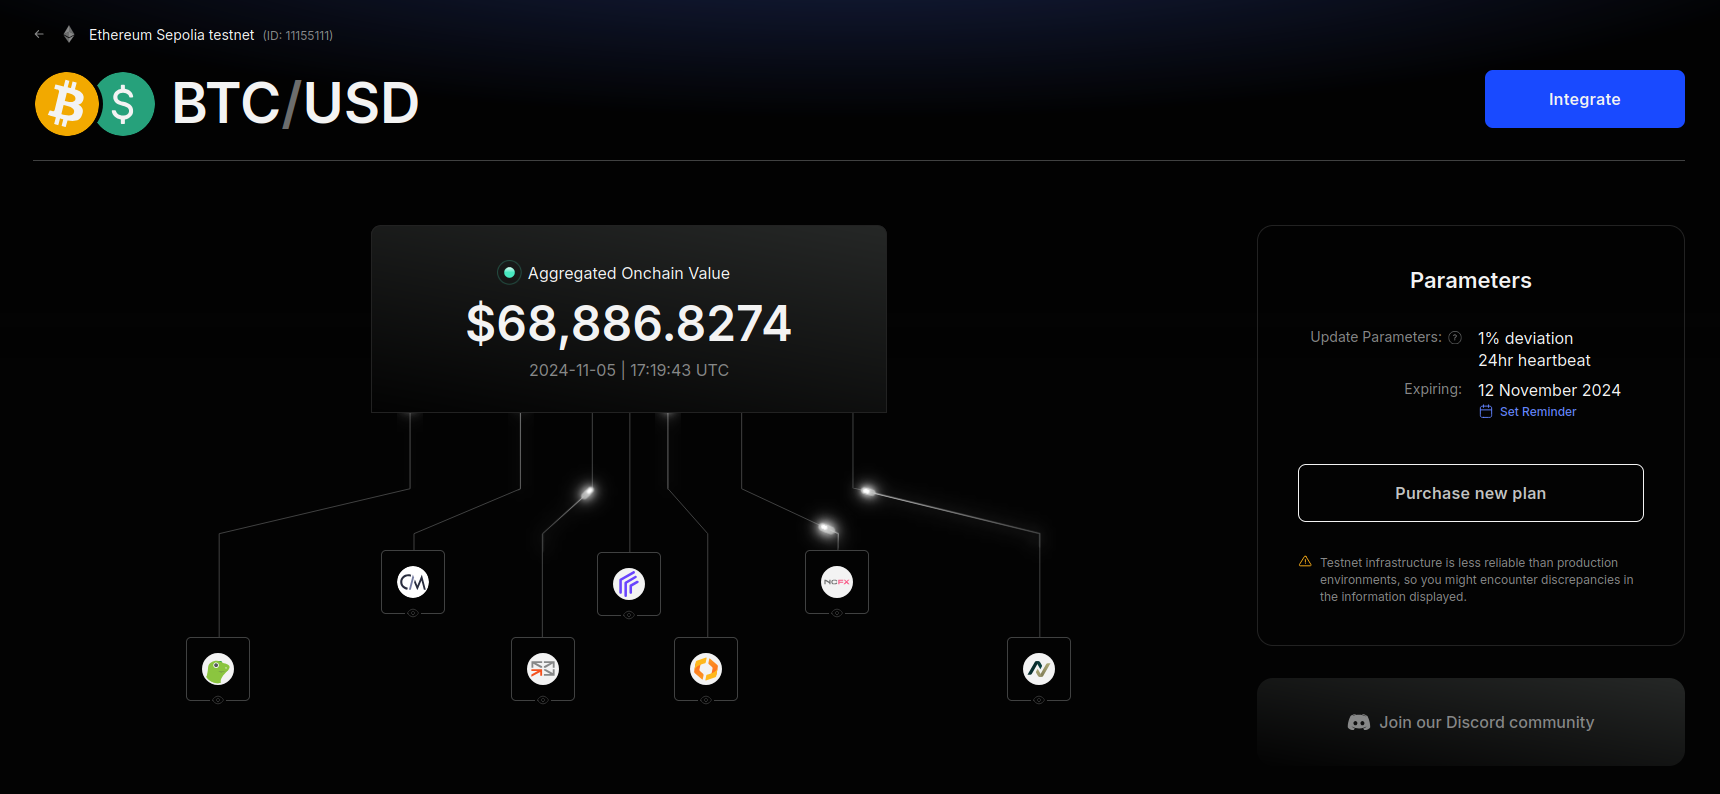 Ethereum Sepolia testnet (ID: 11155111)
BTC/USD
Integrate
Aggregated Onchain Value
$68,886.8274
2024-11-05 | 17:19:43 UTC
CM
NCFX
Parameters
Update Parameters: 1% deviation
24hr heartbeat
Expiring: 12 November 2024
Set Reminder
Purchase new plan
Testnet infrastructure is less reliable than production
environments, so you might encounter discrepancies in
the information displayed.
Join our Discord community